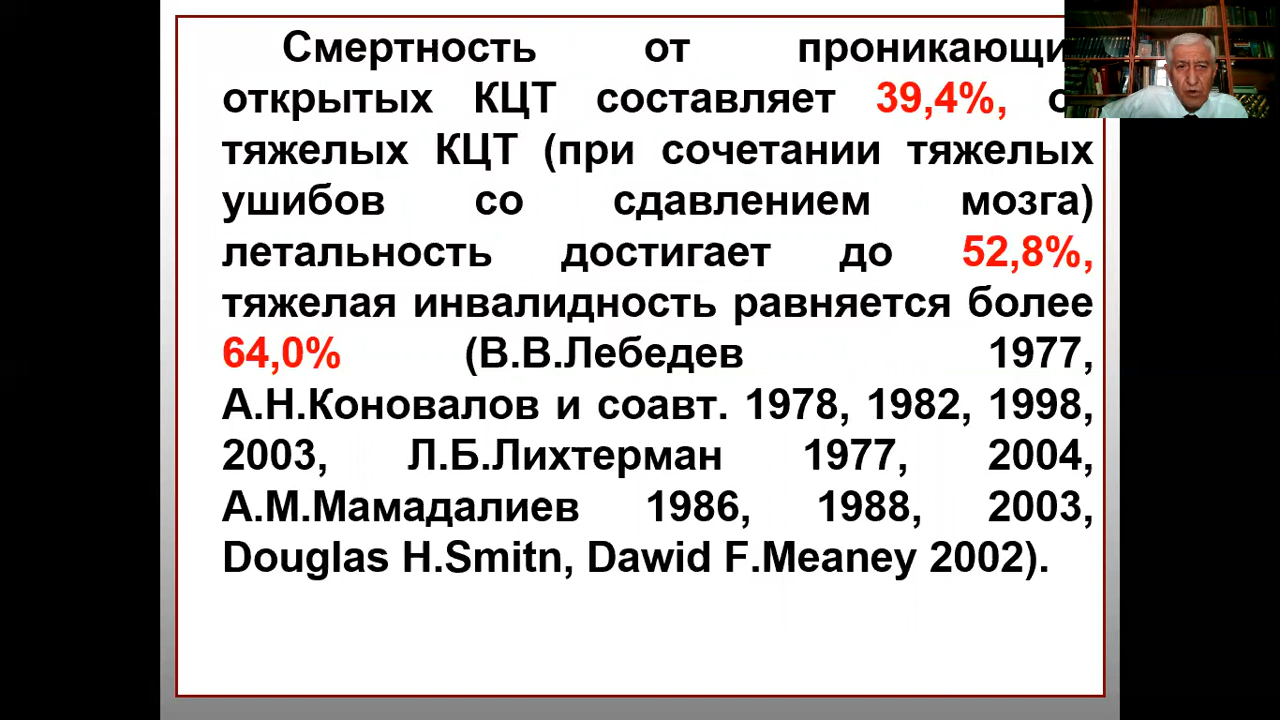 Смертность от
открытых КЦТ составляет 39,4%,
тяжелых КЦТ (при сочетании тяжелых
ушибов со сдавлением мозга)
летальность достигает до 52,8%,
тяжелая инвалидность равняется более
64,0% (В.В.Лебедев 1977,
А.Н.Коновалов и соавт. 1978, 1982, 1998,
2003, Л.Б.Лихтерман 1977, 2004,
А.М.Мамадалиев 1986, 1988, 2003,
Douglas H.Smitn, Dawid F.Meaney 2002).